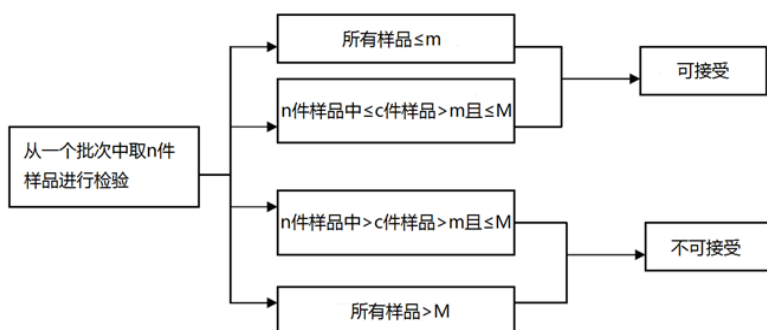 所有样品≤m
可接受
n件样品中≤c件样品>m且≤M
从一个批次中取n件
样品进行检验
n件样品中>c件样品>m且≤M
不可接受
所有样品>M